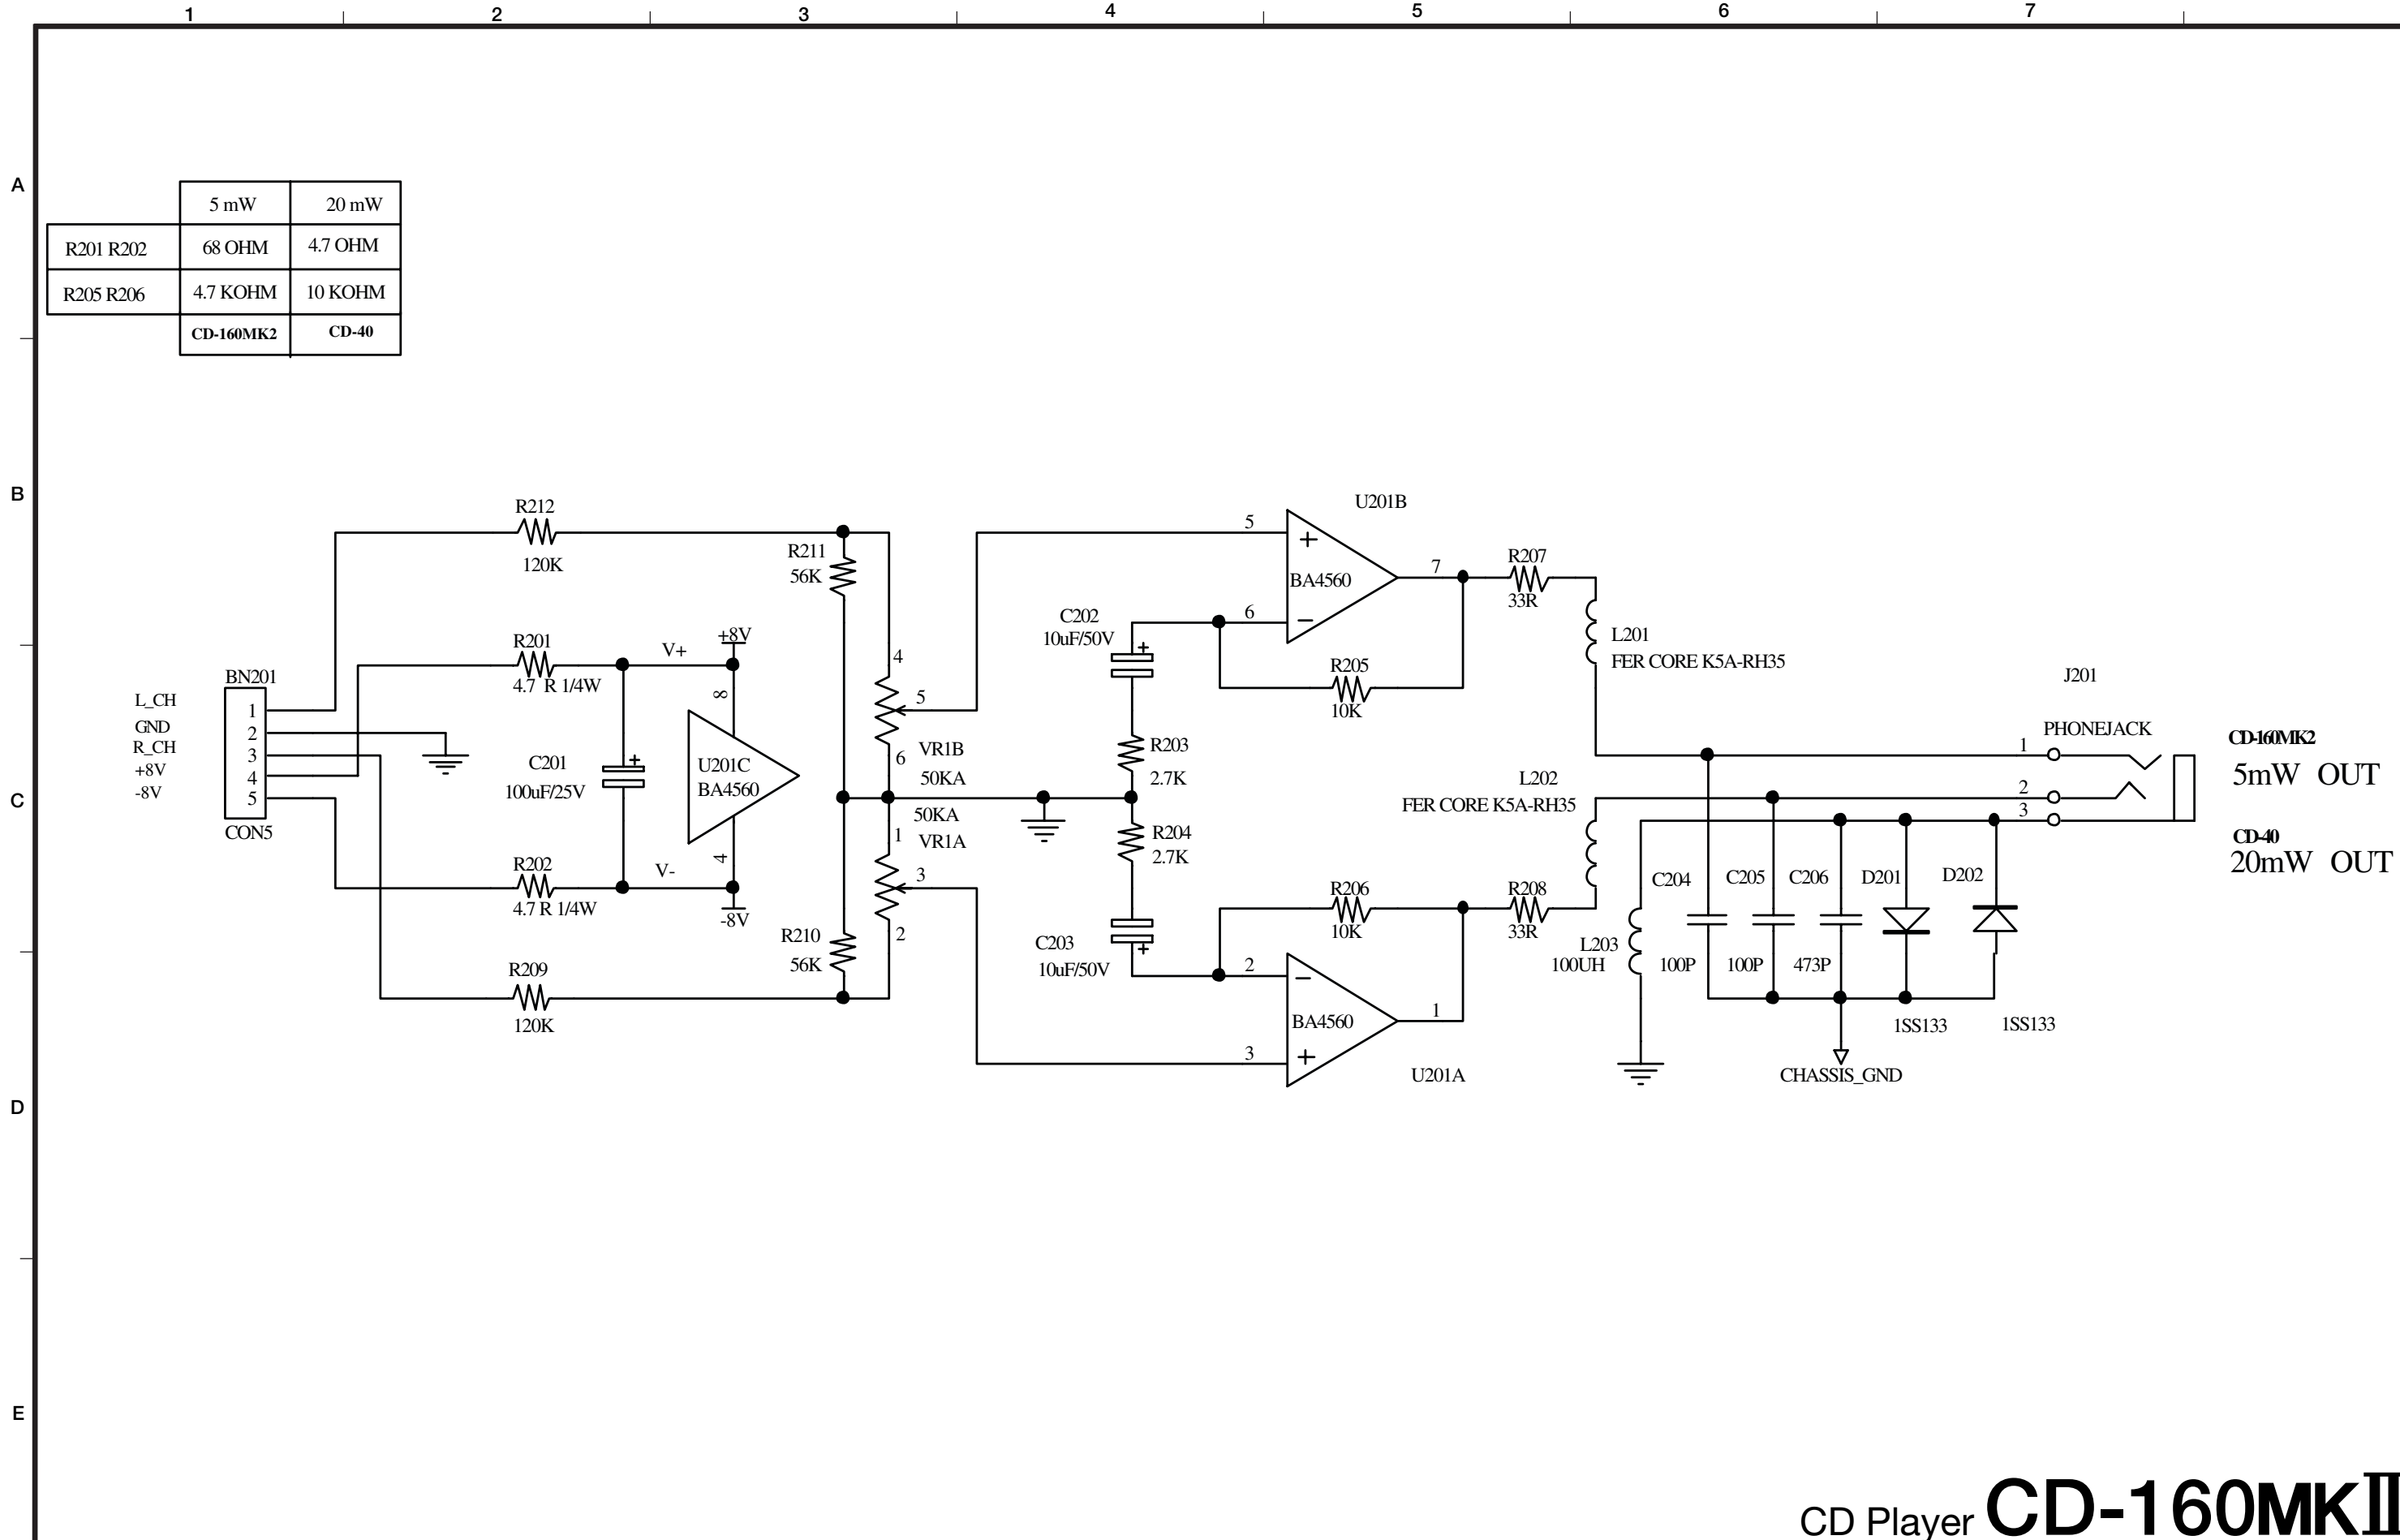 1 2 3 4 5 6 7
A
5 mW 20 mW
R201 R202 68 OHM 4.7 OHM
R205 R206 4.7 KOHM 10 KOHM
CD-160MK2 CD-40
B
R212
120K
R211
56K
U201B
5
+
BA4560
7
6
−
R207
33R
C202
10uF/50V
+
R205
10K
L201
FER CORE K5A-RH35
R201
4.7 R 1/4W
V+
+8V
8
4
5
6
VR1B
50KA
BN201
L_CH
GND
R_CH
+8V
-8V
1
2
3
4
5
CON5
C
C201
100uF/25V
+
U201C
BA4560
4
R203
2.7K
50KA
1
VR1A
3
2
R204
2.7K
L202
FER CORE K5A-RH35
J201
PHONEJACK
1
2
3
CD-160MK2
5mW OUT
CD-40
20mW OUT
R202
4.7 R 1/4W
V-
-8V
R210
56K
R209
120K
C203
10uF/50V
+
R206
10K
R208
33R
2
−
BA4560
1
3
+
U201A
L203
100UH
C204
100P
C205
100P
C206
473P
D201
1SS133
D202
1SS133
CHASSIS_GND
D
E
CD Player CD-160MKII